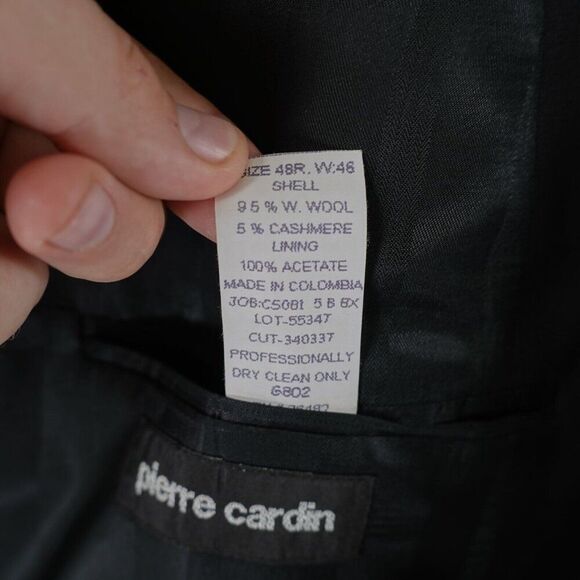 SIZE 48R. W:46
SHELL
95% W. WOOL
5% CASHMERE
LINING
100% ACETATE
MADE IN COLOMBIA
JOB:CS081 5 B BX
LOT-55347
CUT-340337
PROFESSIONALLY
DRY CLEAN ONLY
G802
pierre cardin